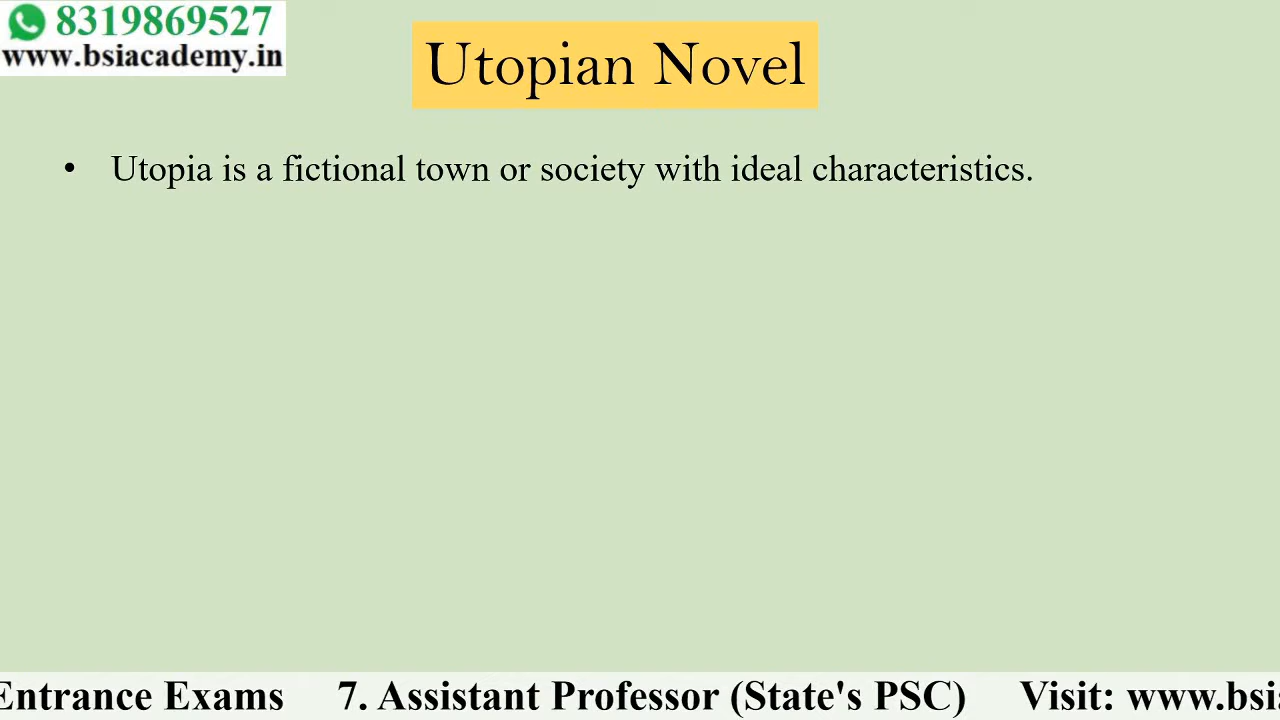 8319869527
www.bsiacademy.in
Utopian Novel
• Utopia is a fictional town or society with ideal characteristics.
Entrance Exams 7. Assistant Professor (State's PSC) Visit: www.bsi